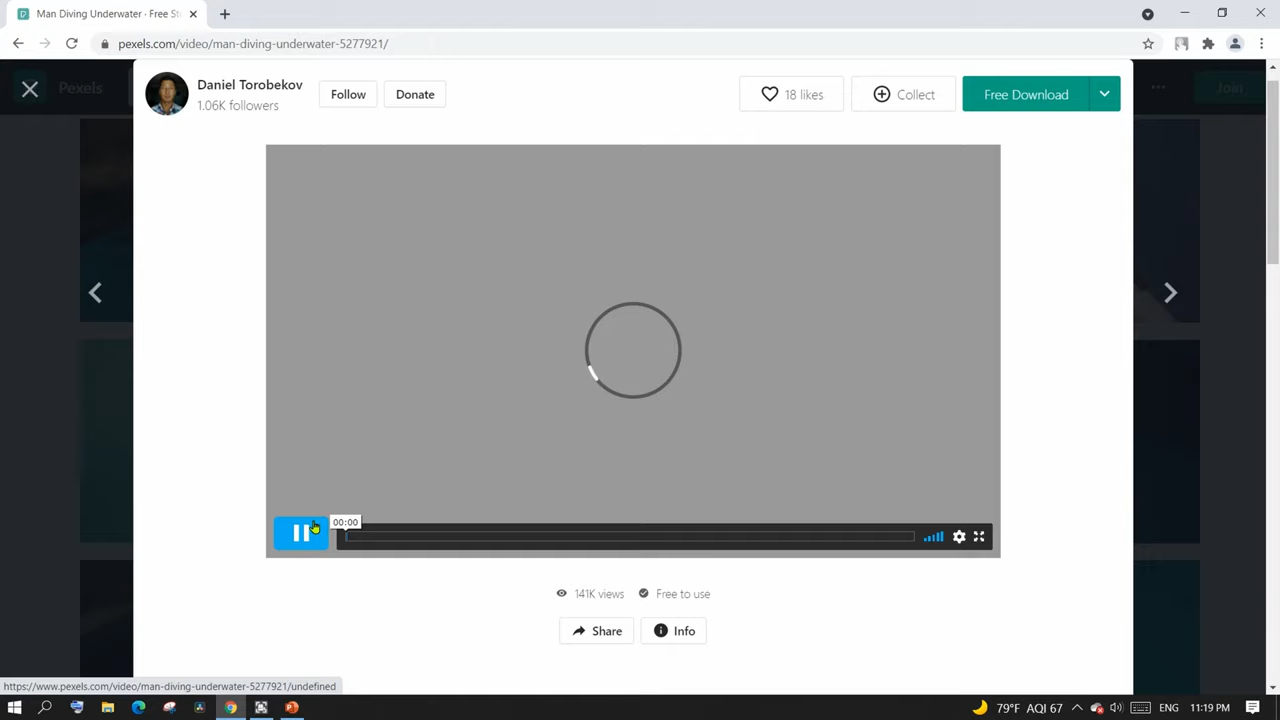 Man Diving Underwater · Free St
pexels.com/video/man-diving-underwater-5277921/
Pexels
Join
Daniel Torobekov
1.06K followers
Follow
Donate
18 likes
Collect
Free Download
00:00
141K views
Free to use
Share
Info
https://www.pexels.com/video/man-diving-underwater-5277921/undefined
79°F AQI 67
ENG
11:19 PM